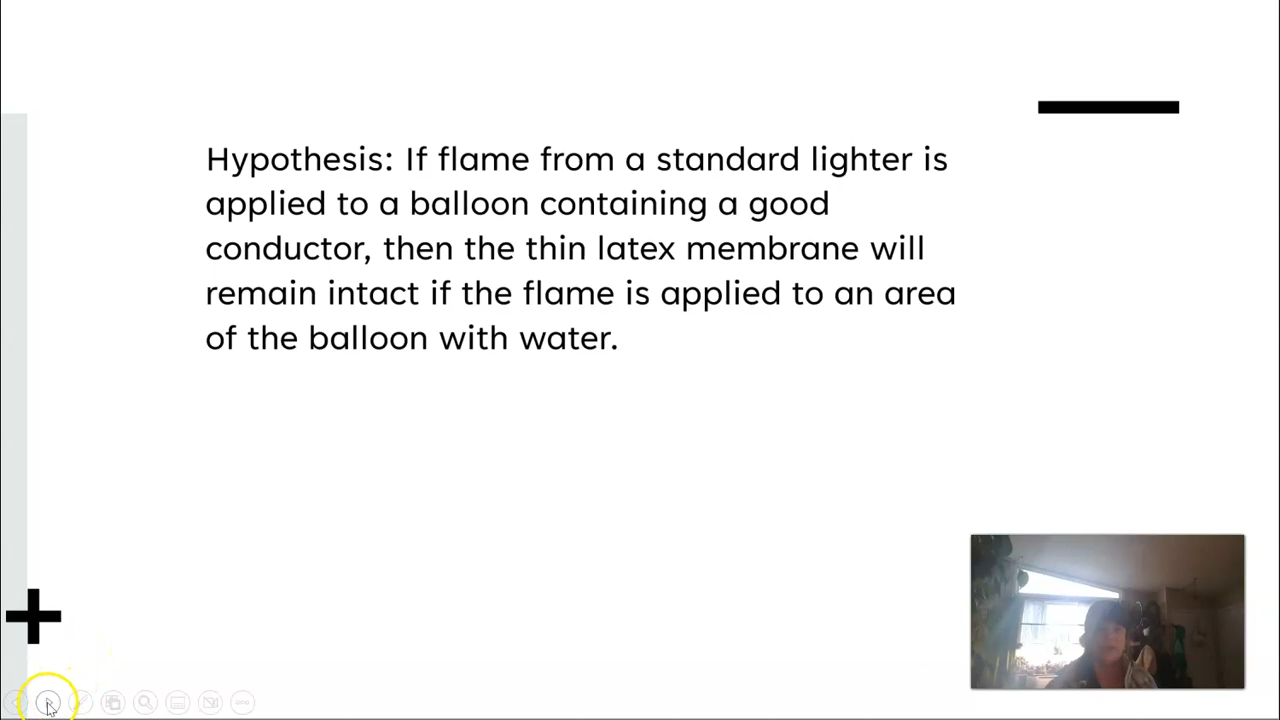 Hypothesis: If flame from a standard lighter is
applied to a balloon containing a good
conductor, then the thin latex membrane will
remain intact if the flame is applied to an area
of the balloon with water.